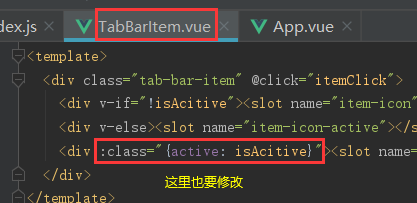 dex.js × TabBarItem.vue × App.vue ×
<template>
<div class="tab-bar-item" @click="itemClick">
<div v-if="!isAcitive"><slot name="item-icon"
<div v-else><slot name="item-icon-active"></s
<div :class="{active: isAcitive}"><slot name=
</div>
这里也要修改
</template>